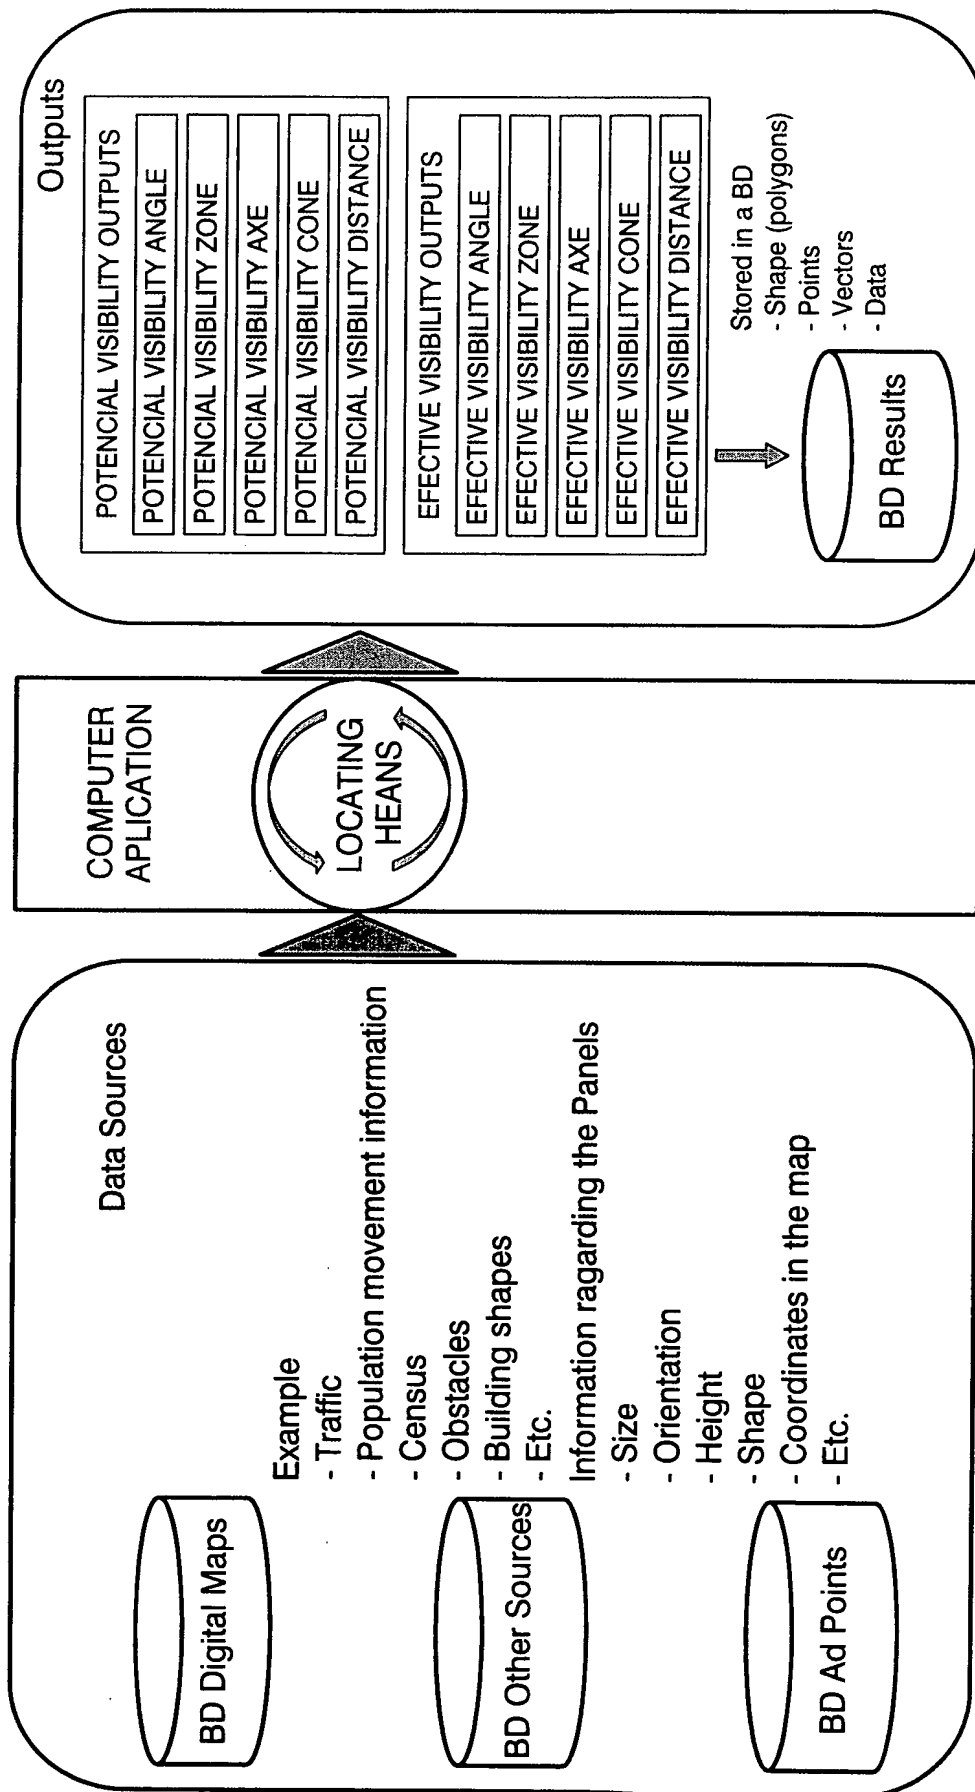 Data Sources
BD Digital Maps
Example
- Traffic
- Population movement information
- Census
BD Other Sources
- Obstacles
- Building shapes
- Etc.
Information ragarding the Panels
- Size
- Orientation
- Height
BD Ad Points
- Shape
- Coordinates in the map
- Etc.
COMPUTER
APLICATION
LOCATING
HEANS
Outputs
POTENCIAL VISIBILITY OUTPUTS
POTENCIAL VISIBILITY ANGLE
POTENCIAL VISIBILITY ZONE
POTENCIAL VISIBILITY AXE
POTENCIAL VISIBILITY CONE
POTENCIAL VISIBILITY DISTANCE
EFECTIVE VISIBILITY OUTPUTS
EFECTIVE VISIBILITY ANGLE
EFECTIVE VISIBILITY ZONE
EFECTIVE VISIBILITY AXE
EFECTIVE VISIBILITY CONE
EFECTIVE VISIBILITY DISTANCE
Stored in a BD
- Shape (polygons)
- Points
- Vectors
- Data
BD Results